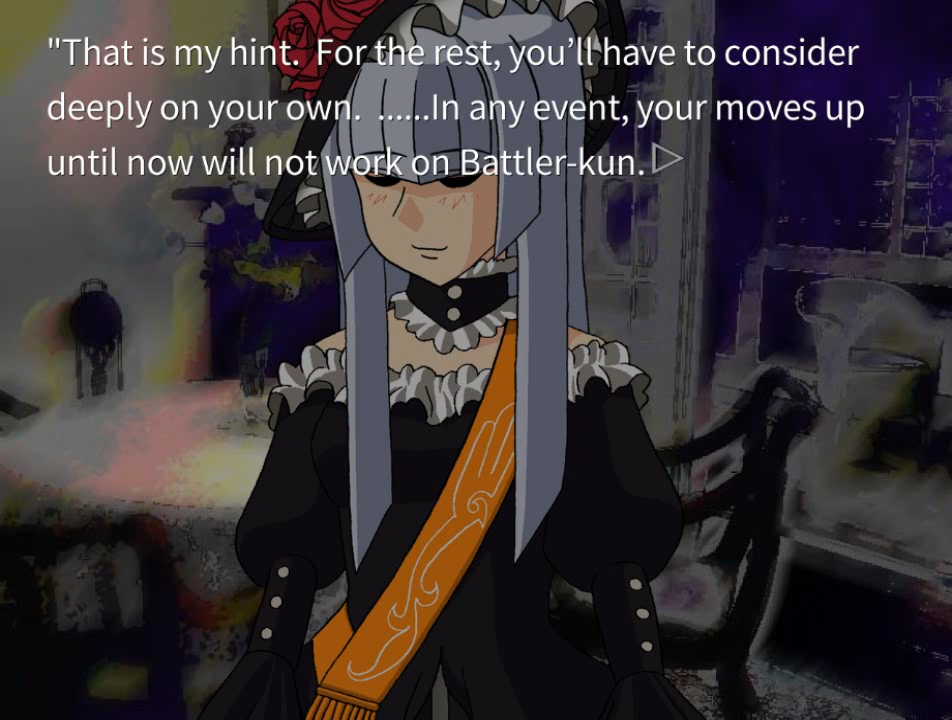 "That is my hint.  For the rest, you’ll have to consider
deeply on your own.  ......In any event, your moves up
until now will not work on Battler-kun.